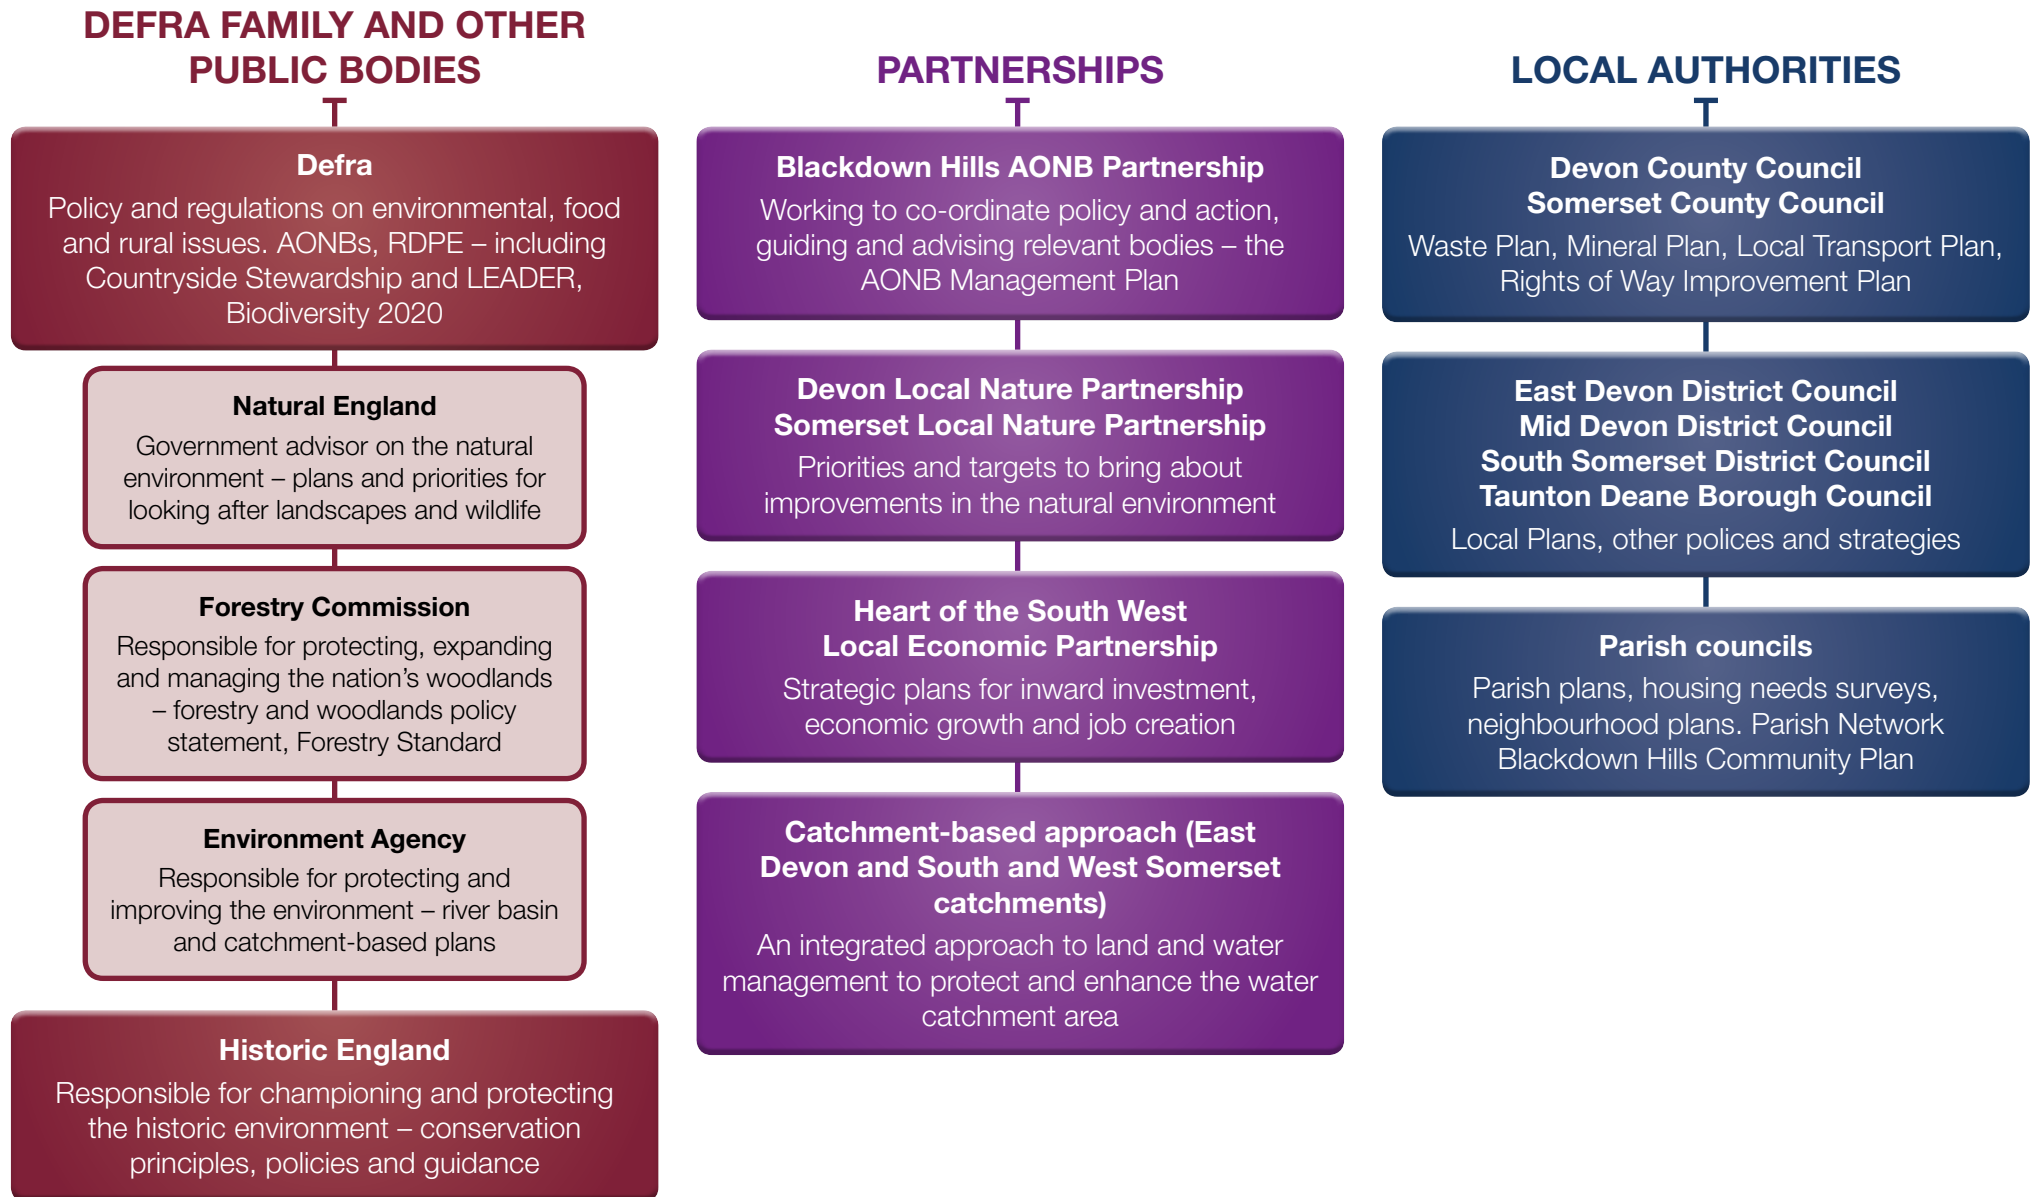 DEFRA FAMILY AND OTHER
PUBLIC BODIES
Defra
Policy and regulations on environmental, food
and rural issues. AONBs, RDPE – including
Countryside Stewardship and LEADER,
Biodiversity 2020
Natural England
Government advisor on the natural
environment – plans and priorities for
looking after landscapes and wildlife
Forestry Commission
Responsible for protecting, expanding
and managing the nation’s woodlands
– forestry and woodlands policy
statement, Forestry Standard
Environment Agency
Responsible for protecting and
improving the environment – river basin
and catchment-based plans
Historic England
Responsible for championing and protecting
the historic environment – conservation
principles, policies and guidance
PARTNERSHIPS
Blackdown Hills AONB Partnership
Working to co-ordinate policy and action,
guiding and advising relevant bodies – the
AONB Management Plan
Devon Local Nature Partnership
Somerset Local Nature Partnership
Priorities and targets to bring about
improvements in the natural environment
Heart of the South West
Local Economic Partnership
Strategic plans for inward investment,
economic growth and job creation
Catchment-based approach (East
Devon and South and West Somerset
catchments)
An integrated approach to land and water
management to protect and enhance the water
catchment area
LOCAL AUTHORITIES
Devon County Council
Somerset County Council
Waste Plan, Mineral Plan, Local Transport Plan,
Rights of Way Improvement Plan
East Devon District Council
Mid Devon District Council
South Somerset District Council
Taunton Deane Borough Council
Local Plans, other polices and strategies
Parish councils
Parish plans, housing needs surveys,
neighbourhood plans. Parish Network
Blackdown Hills Community Plan